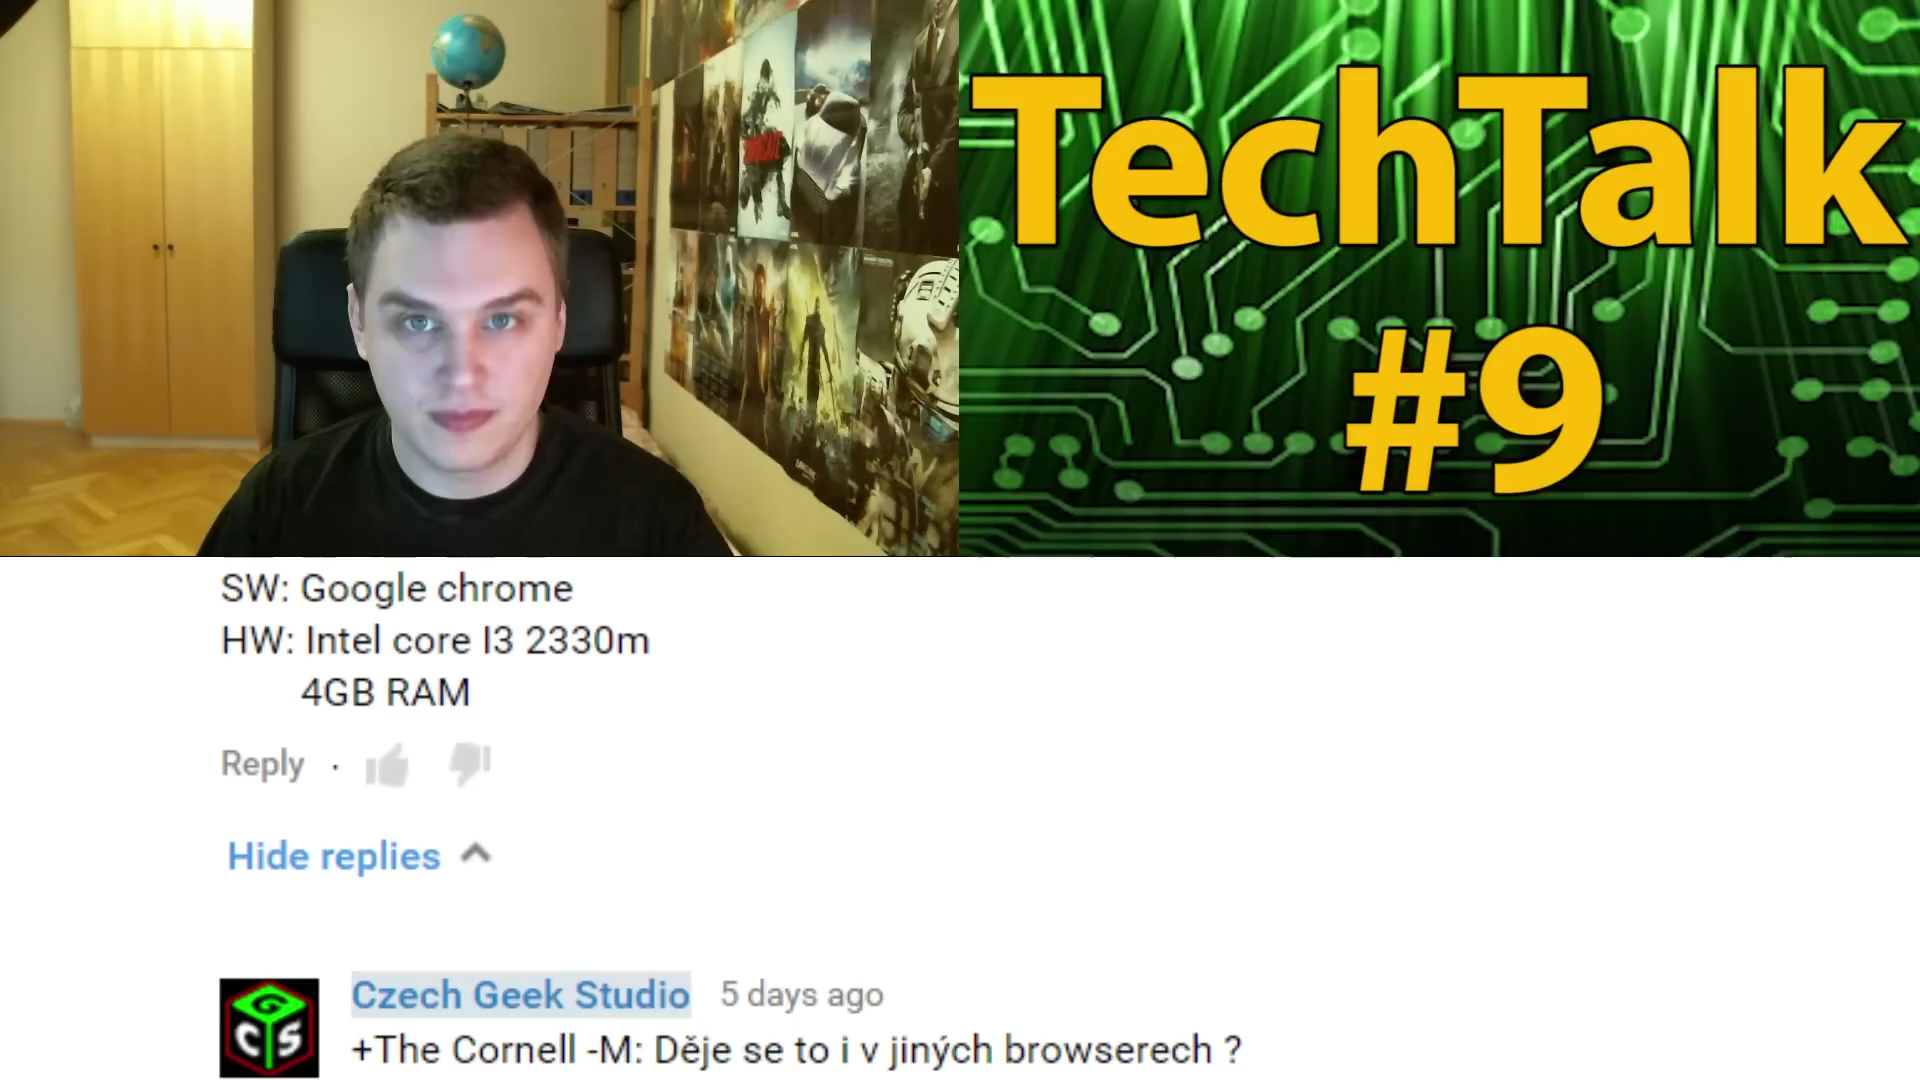 TechTalk
#9
SW: Google chrome
HW: Intel core I3 2330m
4GB RAM
Reply ·
Hide replies
Czech Geek Studio 5 days ago
+The Cornell -M: Děje se to i v jiných browserech ?
G
C S
SYNDICATE